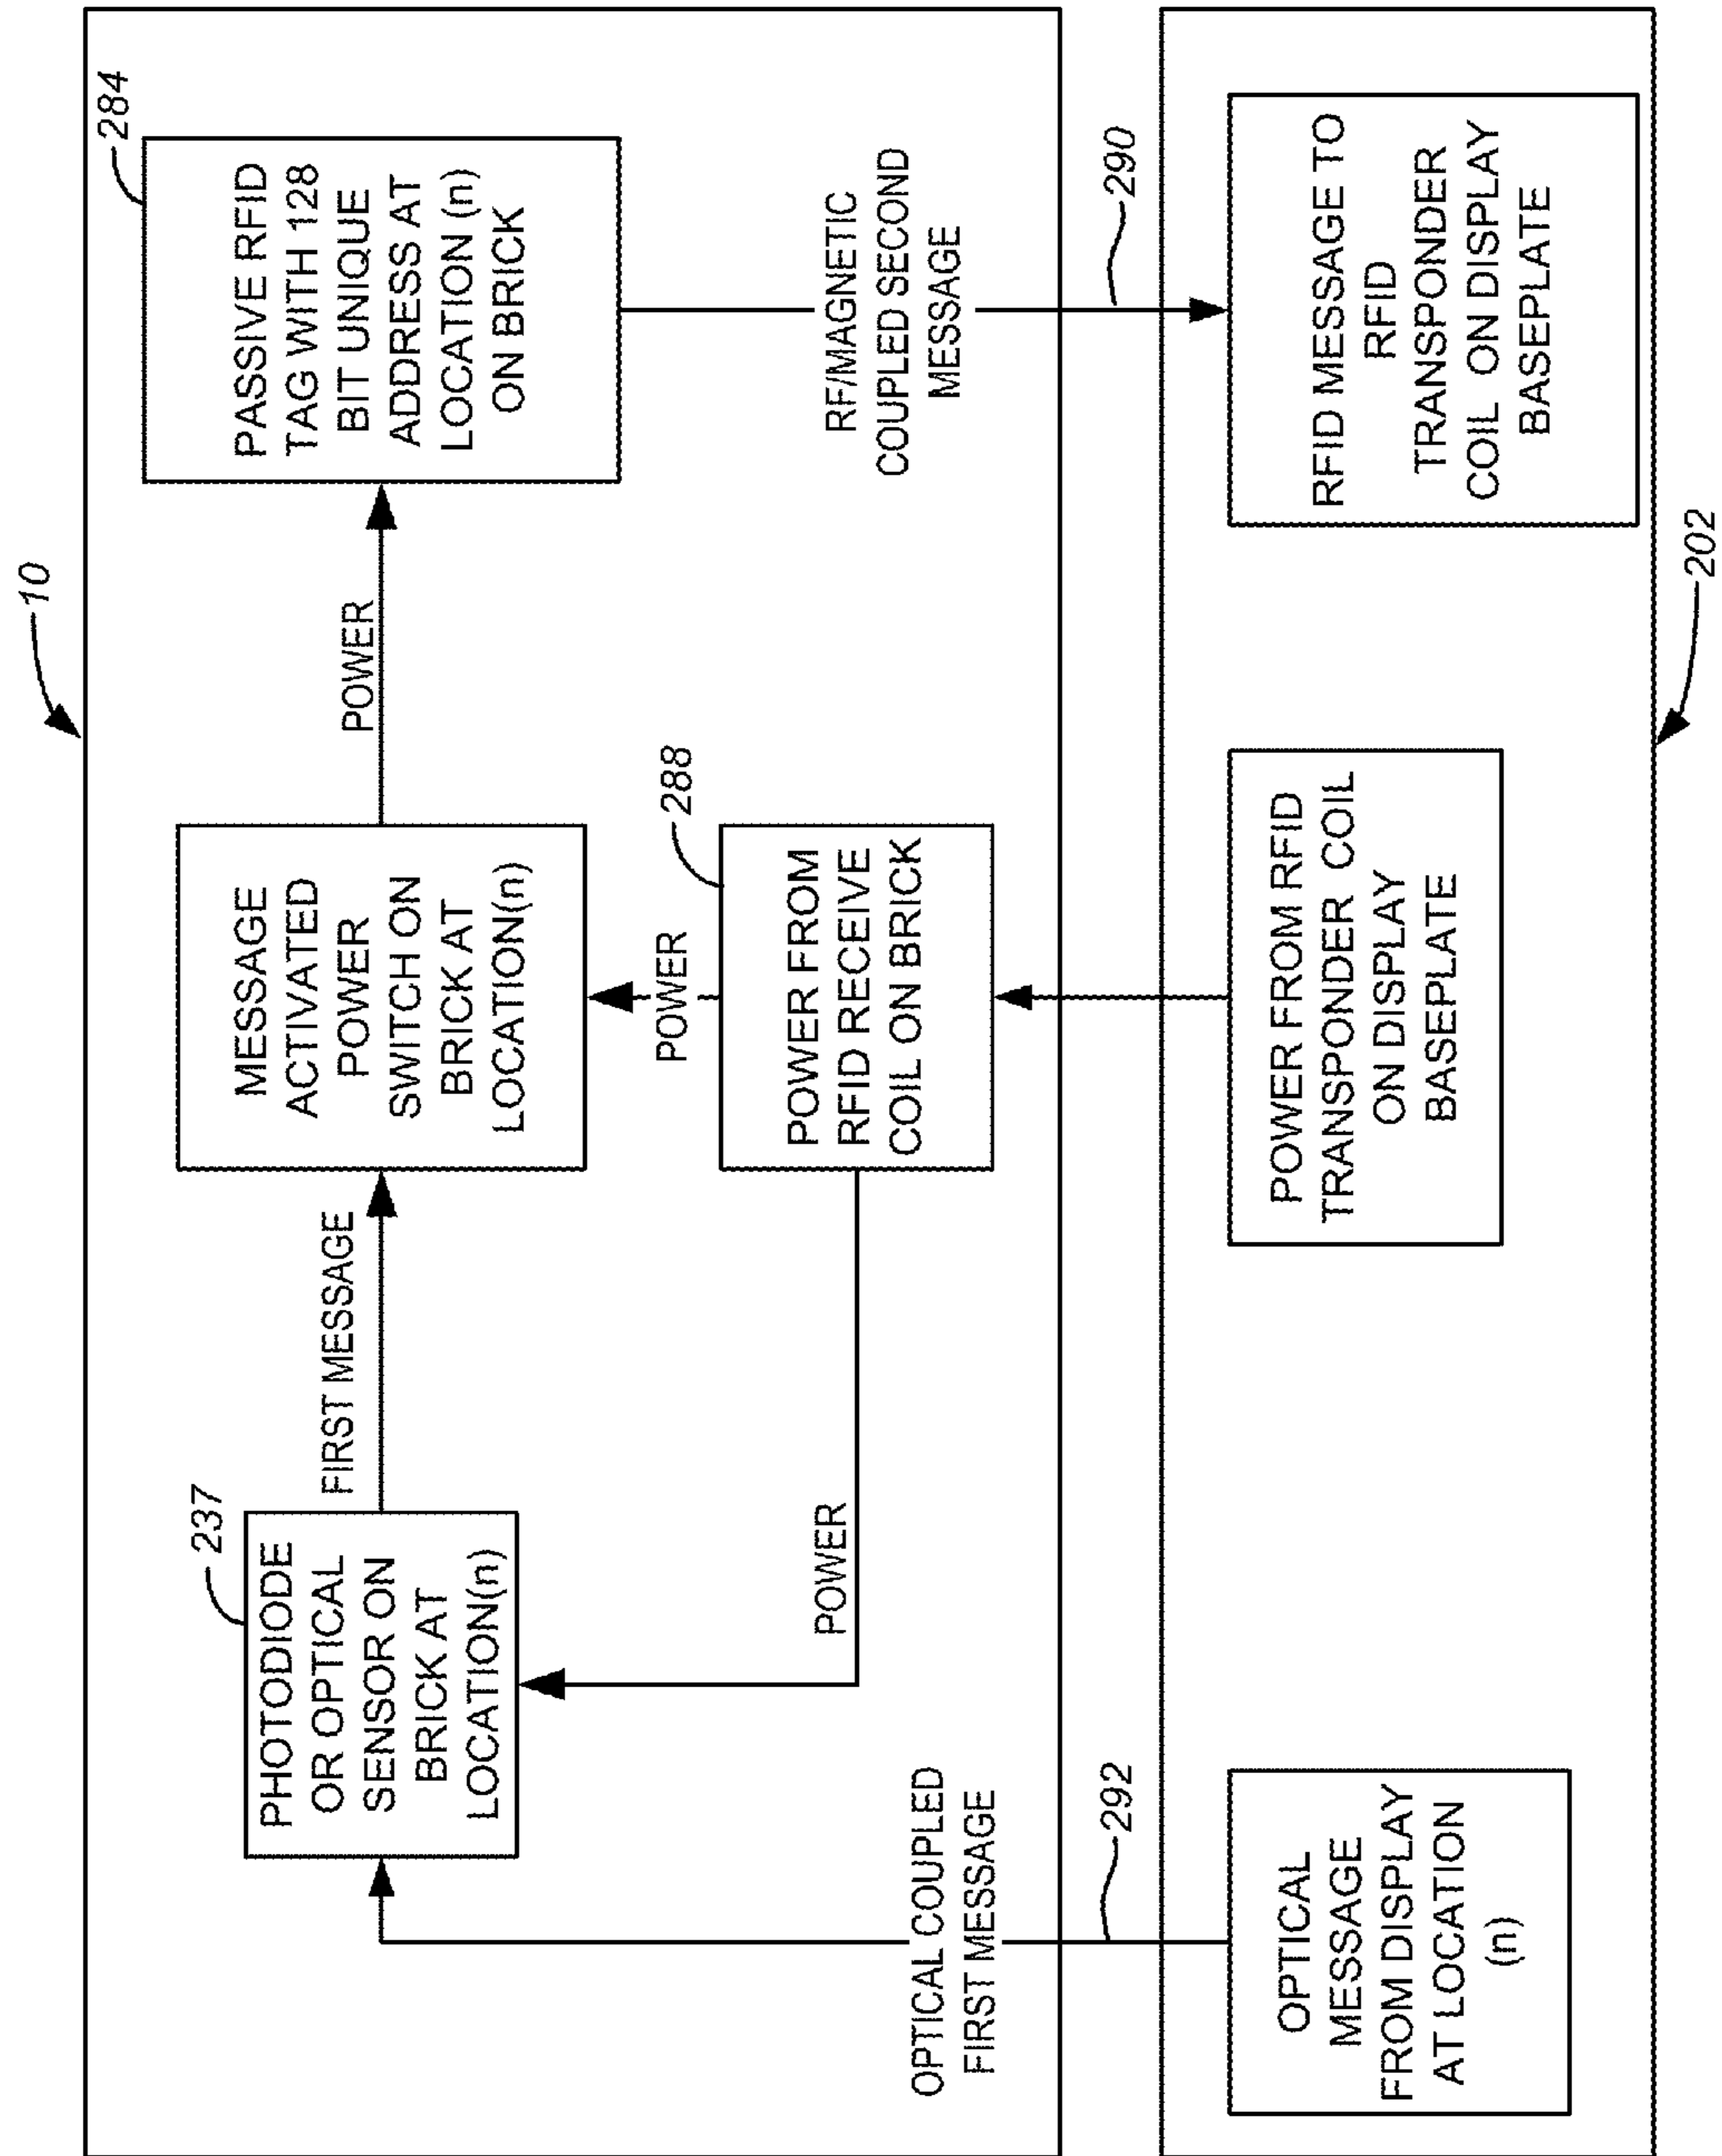 10
PHOTODIODE
OR OPTICAL
SENSOR ON
BRICK AT
LOCATION(n)
237
FIRST MESSAGE
MESSAGE
ACTIVATED
POWER
SWITCH ON
BRICK AT
LOCATION(n)
POWER
PASSIVE RFID
TAG WITH 128
BIT UNIQUE
ADDRESS AT
LOCATION (n)
ON BRICK
284
POWER
POWER
POWER FROM
RFID RECEIVE
COIL ON BRICK
288
OPTICAL COUPLED
FIRST MESSAGE
292
RF/MAGNETIC
COUPLED SECOND
MESSAGE
290
OPTICAL
MESSAGE
FROM DISPLAY
AT LOCATION
(n)
POWER FROM RFID
TRANSPONDER COIL
ON DISPLAY
BASEPLATE
RFID MESSAGE TO
RFID
TRANSPONDER
COIL ON DISPLAY
BASEPLATE
202